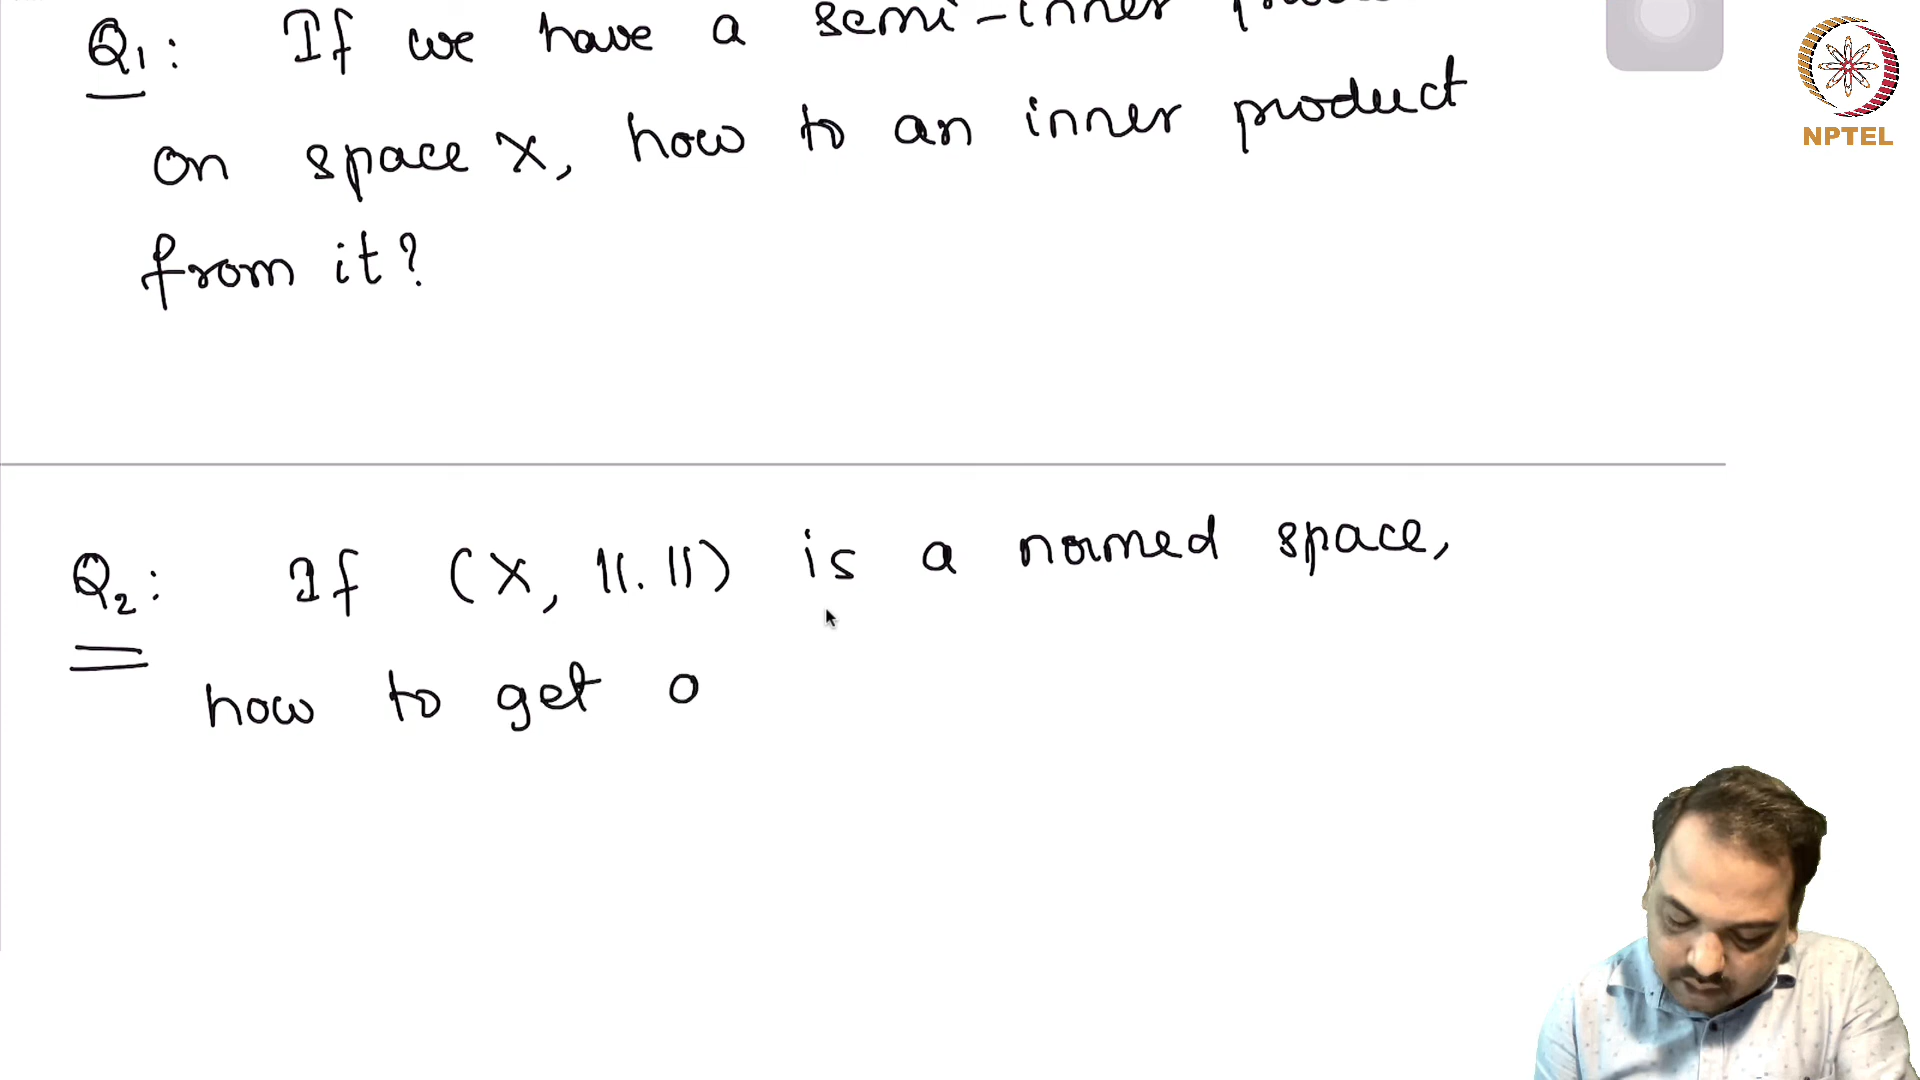 Q1: If we have a semi-inner
on space X, how to an inner product
from it?
NPTEL
Q2: If (X, ||.||) is a normed space,
how to get a